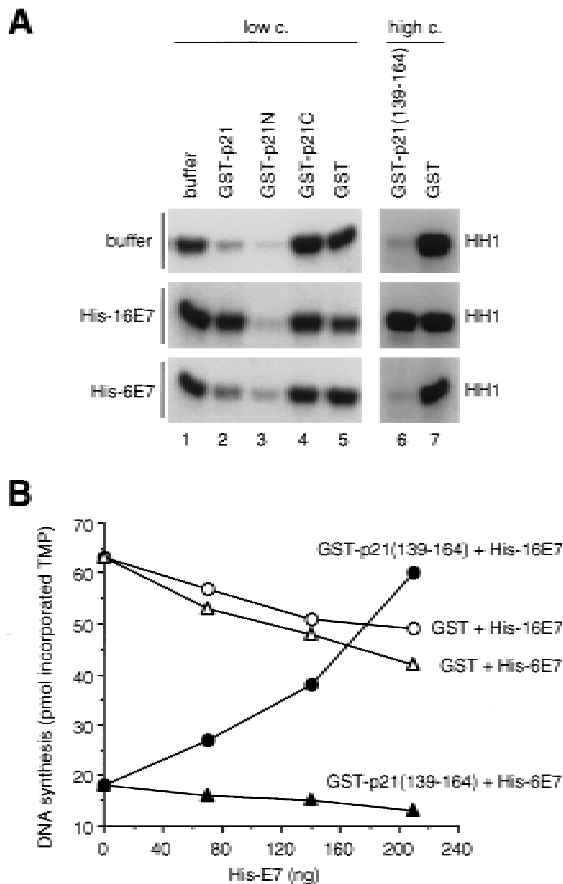 A
low c.
high c.
buffer
GST-p21
GST-p21N
GST-p21C
GST
GST-p21(139-164)
GST
buffer
HH1
HH1
His-16E7
HH1
HH1
His-6E7
HH1
HH1
1 2 3 4 5 6 7
B
DNA synthesis (pmol incorporated TMP)
70
60
50
40
30
20
10
GST-p21(139-164) + His-16E7
GST + His-16E7
GST + His-6E7
GST-p21(139-164) + His-6E7
0 40 80 120 160 200 240
His-E7 (ng)